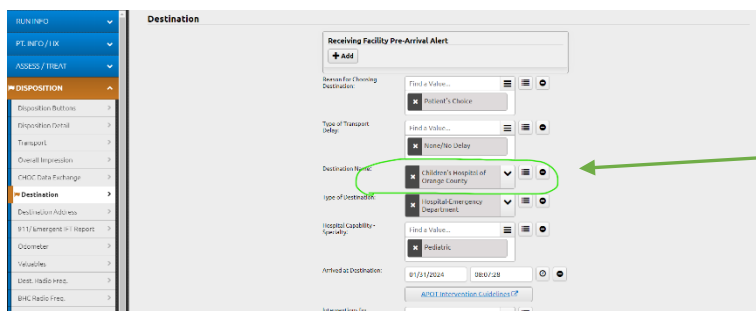 RUN INFO
PT. INFO / HX
ASSESS / TREAT
DISPOSITION
Disposition Buttons
Disposition Detail
Transport
Overall Impression
CHOC Data Exchange
Destination
Destination Address
911/Emergent IFT Report
Odometer
Valuables
Dest. Radio Freq.
BHC Radio Freq.
Destination
Receiving Facility Pre-Arrival Alert
+ Add
Reason for Choosing
Destination:
Find a Value...
Patient's Choice
Type of Transport
Delay:
Find a Value...
None/No Delay
Destination Name:
Children's Hospital of
Orange County
Type of Destination:
Hospital-Emergency
Department
Hospital Capability -
Specialty:
Find a Value...
Pediatric
Arrived at Destination:
01/31/2024
08:07:28
APOT Intervention Guidelines